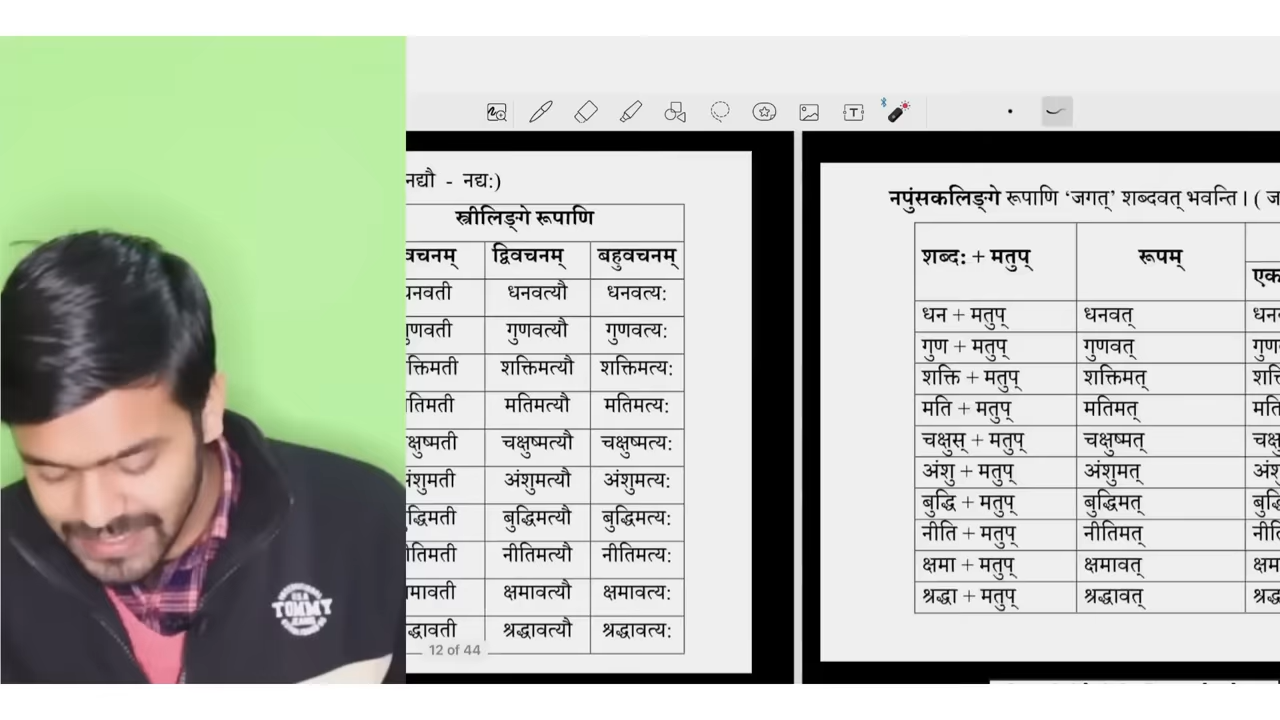 TOMMY
JEANS
नद्यौ - नद्य:)
स्त्रीलिङ्गे रूपाणि
वचनम् द्विवचनम् बहुवचनम्
धनवती धनवत्यौ धनवत्य:
गुणवती गुणवत्यौ गुणवत्य:
क्तिमती शक्तिमत्यौ शक्तिमत्य:
तिमती मतिमत्यौ मतिमत्य:
क्षुष्मती चक्षुष्मत्यौ चक्षुष्मत्य:
अंशुमती अंशुमत्यौ अंशुमत्य:
द्धिमती बुद्धिमत्यौ बुद्धिमत्य:
ीतिमती नीतिमत्यौ नीतिमत्य:
मावती क्षमावत्यौ क्षमावत्य:
द्धावती श्रद्धावत्यौ श्रद्धावत्य:
12 of 44
नपुंसकलिङ्गे रूपाणि ‘जगत्’ शब्दवत् भवन्ति । ( ज
शब्द: + मतुप् रूपम्
एक
धन + मतुप् धनवत् धन
गुण + मतुप् गुणवत् गुण
शक्ति + मतुप् शक्तिमत् शक्ति
मति + मतुप् मतिमत् मति
चक्षुस् + मतुप् चक्षुष्मत् चक्षु
अंशु + मतुप् अंशुमत् अंशु
बुद्धि + मतुप् बुद्धिमत् बुद्धि
नीति + मतुप् नीतिमत् नीति
क्षमा + मतुप् क्षमावत् क्षम
श्रद्धा + मतुप् श्रद्धावत् श्रद्ध